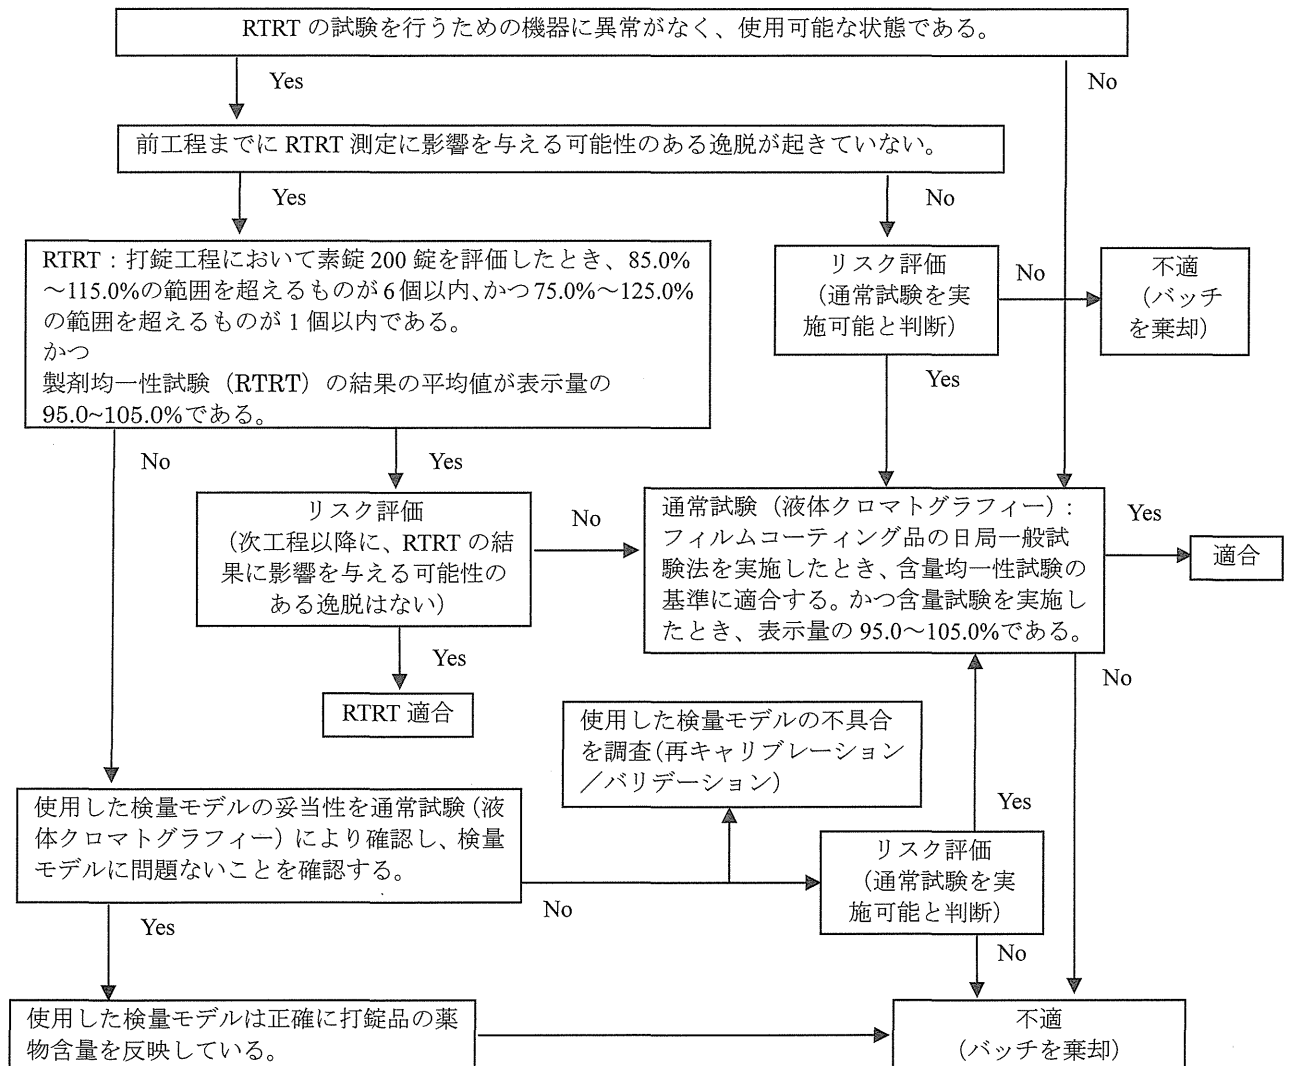 RTRT の試験を行うための機器に異常がなく、使用可能な状態である。
Yes
No
前工程までに RTRT 測定に影響を与える可能性のある逸脱が起きていない。
Yes
No
RTRT：打錠工程において素錠 200 錠を評価したとき、85.0%
～115.0%の範囲を超えるものが 6 個以内、かつ 75.0%～125.0%
の範囲を超えるものが 1 個以内である。
かつ
製剤均一性試験（RTRT）の結果の平均値が表示量の
95.0~105.0%である。
リスク評価
（通常試験を実
施可能と判断）
No
不適
（バッチ
を棄却）
Yes
No
Yes
リスク評価
（次工程以降に、RTRT の結
果に影響を与える可能性の
ある逸脱はない）
No
通常試験（液体クロマトグラフィー）：
フィルムコーティング品の日局一般試
験法を実施したとき、含量均一性試験の
基準に適合する。かつ含量試験を実施し
たとき、表示量の 95.0～105.0%である。
Yes
適合
Yes
RTRT 適合
No
使用した検量モデルの不具合
を調査（再キャリブレーション
／バリデーション）
Yes
使用した検量モデルの妥当性を通常試験（液
体クロマトグラフィー）により確認し、検量
モデルに問題ないことを確認する。
No
リスク評価
（通常試験を実
施可能と判断）
Yes
No
使用した検量モデルは正確に打錠品の薬
物含量を反映している。
不適
（バッチを棄却）